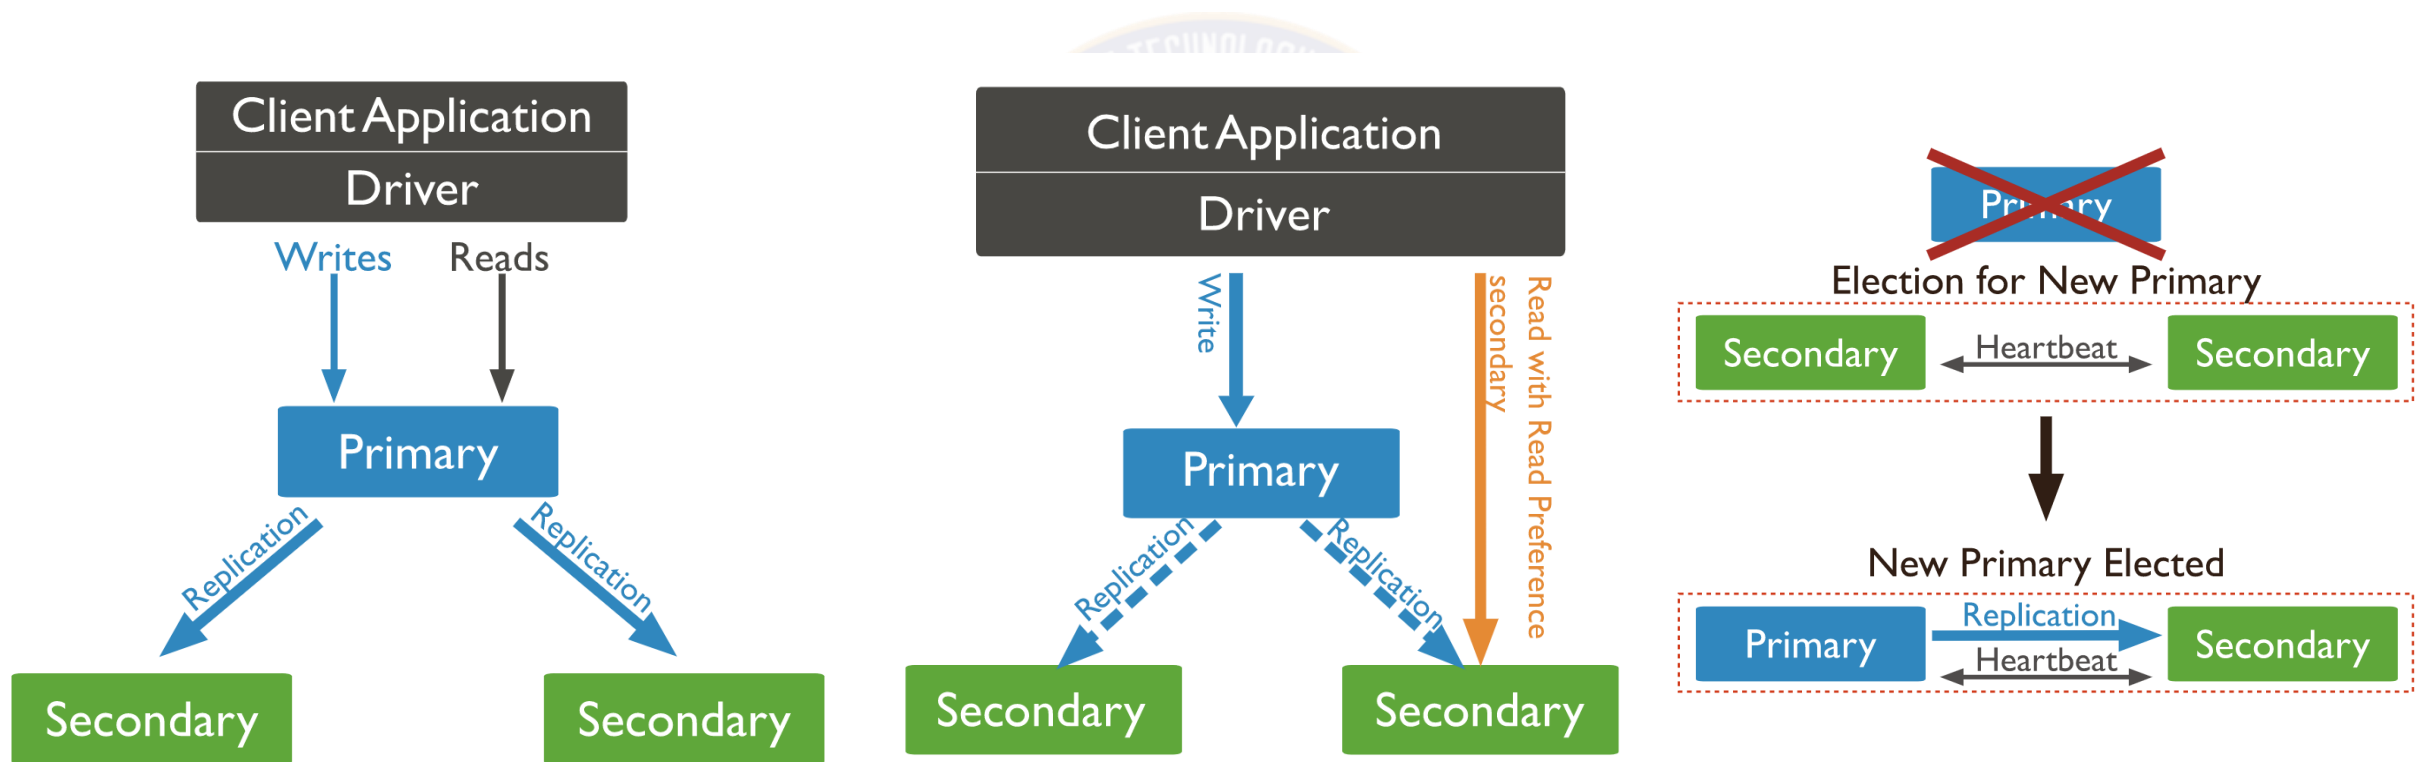 TECHNOLOG
Client Application
Driver
Writes
Reads
Primary
Replication
Replication
Secondary
Secondary
Client Application
Driver
Write
Read with Read Preference
secondary
Primary
Replication
Replication
Secondary
Secondary
Primary
Election for New Primary
Secondary
Heartbeat
Secondary
New Primary Elected
Primary
Replication
Heartbeat
Secondary